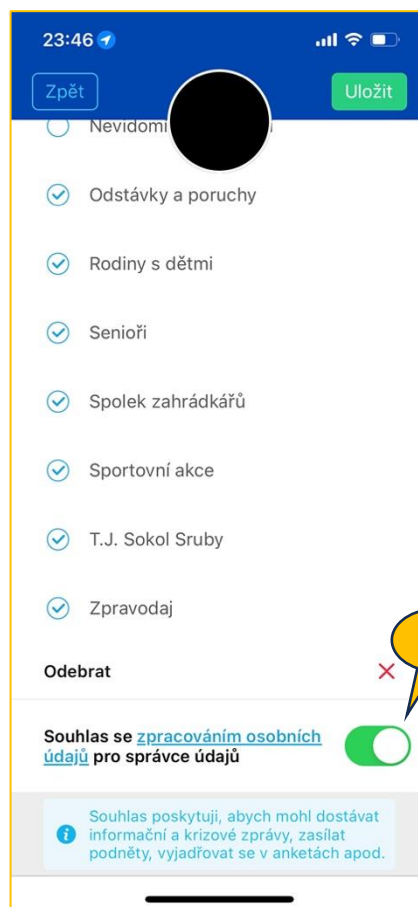 23:46
Zpět
Uložit
Nevidomí
Odstávky a poruchy
Rodiny s dětmi
Senioři
Spolek zahrádkářů
Sportovní akce
T.J. Sokol Sruby
Zpravodaj
Odebrat
Souhlas se zpracováním osobních
údajů pro správce údajů
Souhlas poskytuji, abych mohl dostávat
informační a krizové zprávy, zasílat
podněty, vyjadřovat se v anketách apod.